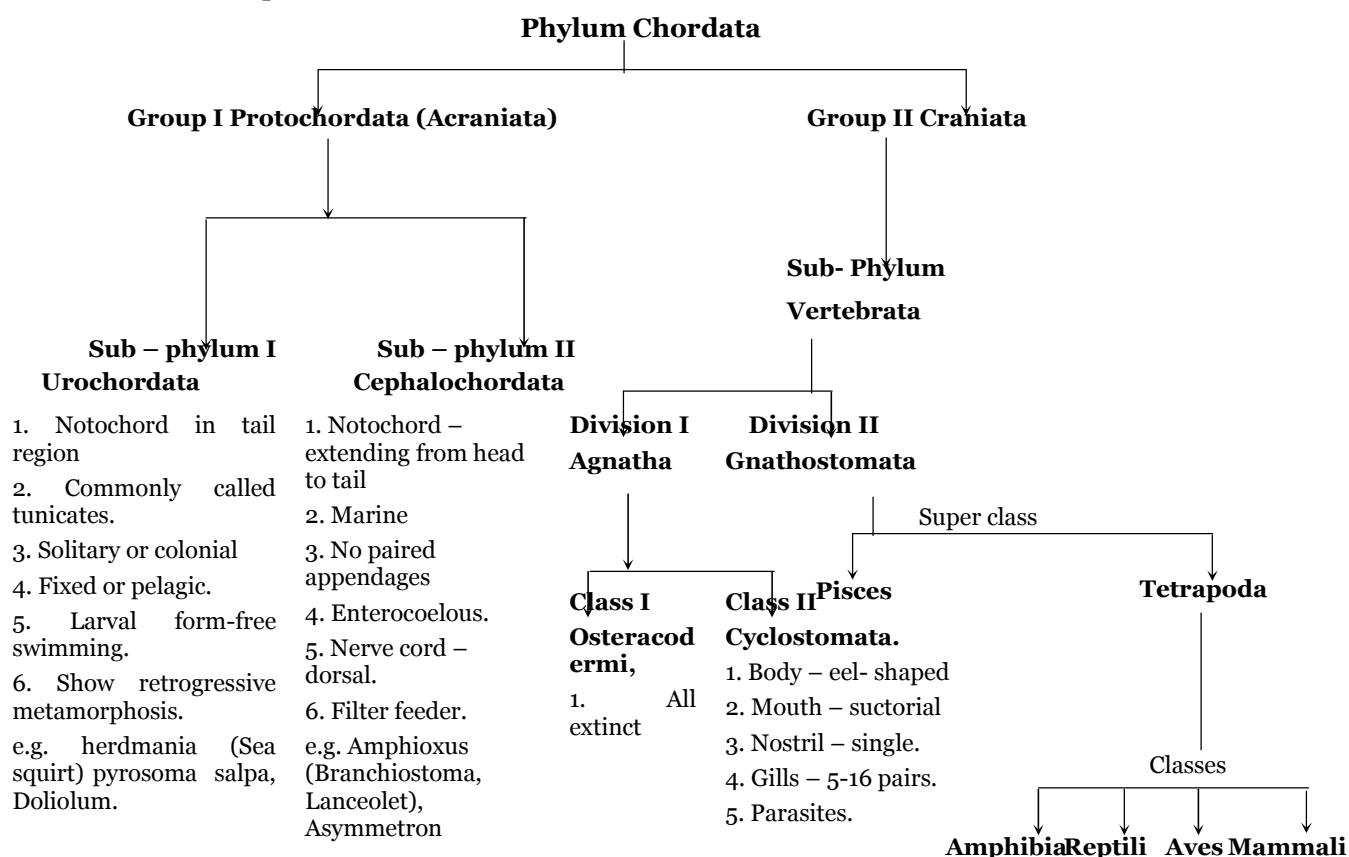 Phylum Chordata
Group I Protochordata (Acraniata)
Group II Craniata
Sub- Phylum
Vertebrata
Sub – phylum I
Urochordata
1. Notochord in tail
region
2. Commonly called
tunicates.
3. Solitary or colonial
4. Fixed or pelagic.
5. Larval form-free
swimming.
6. Show retrogressive
metamorphosis.
e.g. herdmania (Sea
squirt) pyrosoma salpa,
Doliolum.
Sub – phylum II
Cephalochordata
1. Notochord –
extending from head
to tail
2. Marine
3. No paired
appendages
4. Enterocoelous.
5. Nerve cord –
dorsal.
6. Filter feeder.
e.g. Amphioxus
(Branchiostoma,
Lanceolet),
Asymmetron
Division I
Agnatha
Division II
Gnathostomata
Class I
Osteracod
ermi,
1. All
extinct
Class II
Cyclostomata.
1. Body – eel- shaped
2. Mouth – suctorial
3. Nostril – single.
4. Gills – 5-16 pairs.
5. Parasites.
Super class
Pisces
Tetrapoda
Classes
Amphibia Reptili Aves Mammali